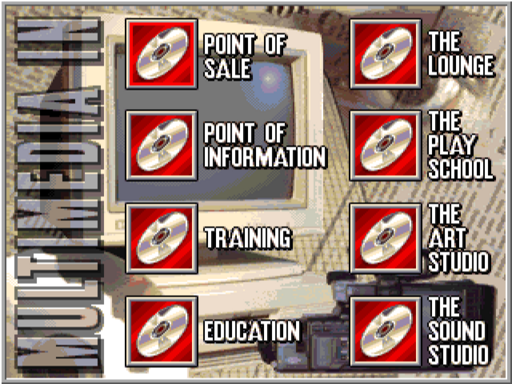 MULTIMEDIA IN
POINT OF
SALE
POINT OF
INFORMATION
TRAINING
EDUCATION
THE
LOUNGE
THE
PLAY
SCHOOL
THE
ART
STUDIO
THE
SOUND
STUDIO